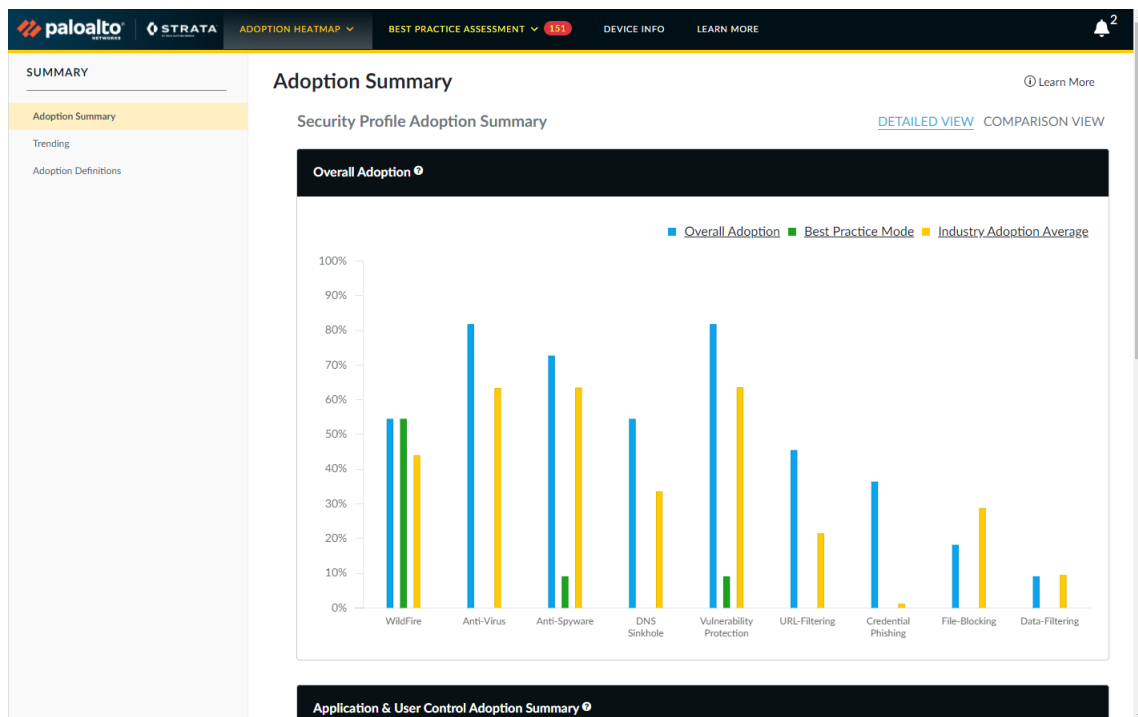 paloalto NETWORKS STRATA ADOPTION HEATMAP BEST PRACTICE ASSESSMENT 151 DEVICE INFO LEARN MORE 2
SUMMARY
Adoption Summary
Trending
Adoption Definitions
Adoption Summary
Learn More
Security Profile Adoption Summary
DETAILED VIEW COMPARISON VIEW
Overall Adoption
Overall Adoption Best Practice Mode Industry Adoption Average
100%
90%
80%
70%
60%
50%
40%
30%
20%
10%
0%
WildFire
Anti-Virus
Anti-Spyware
DNS
Sinkhole
Vulnerability
Protection
URL-Filtering
Credential
Phishing
File-Blocking
Data-Filtering
Application & User Control Adoption Summary